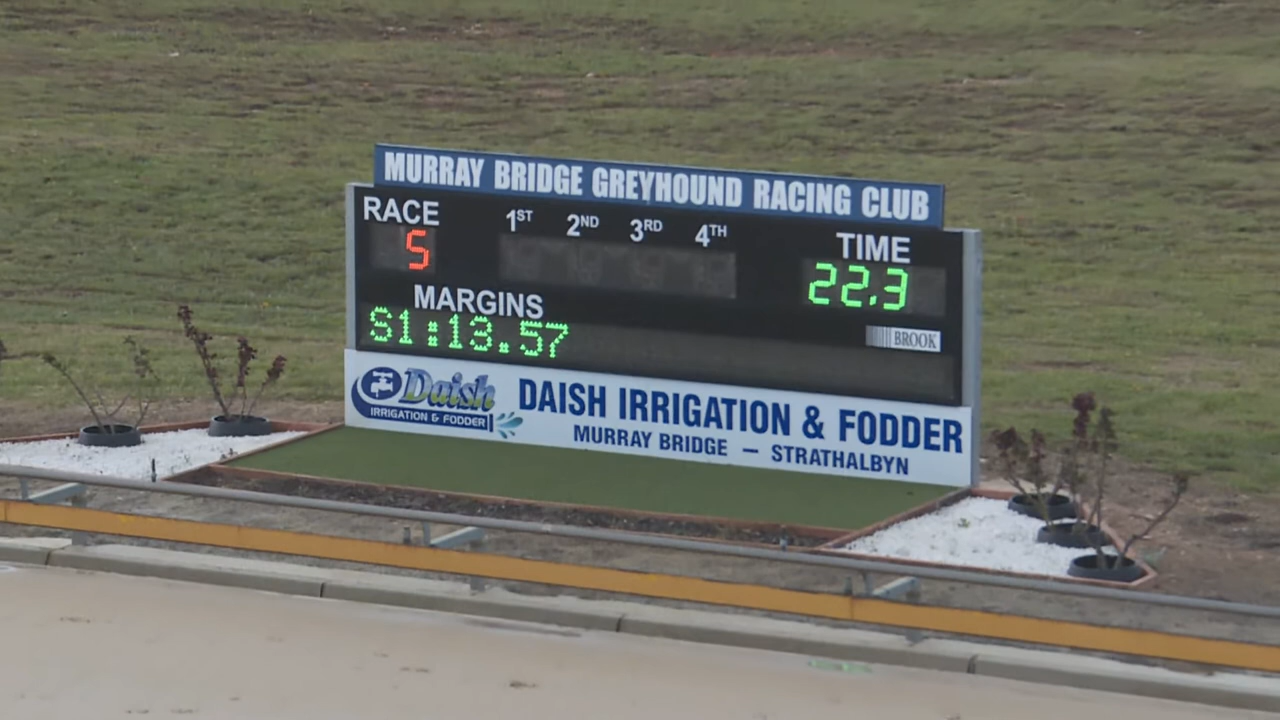 MURRAY BRIDGE GREYHOUND RACING CLUB
RACE 1ST 2ND 3RD 4TH TIME
5 22.3
MARGINS
S1:13.57
BROOK
Daish
IRRIGATION & FODDER
DAISH IRRIGATION & FODDER
MURRAY BRIDGE — STRATHALBYN